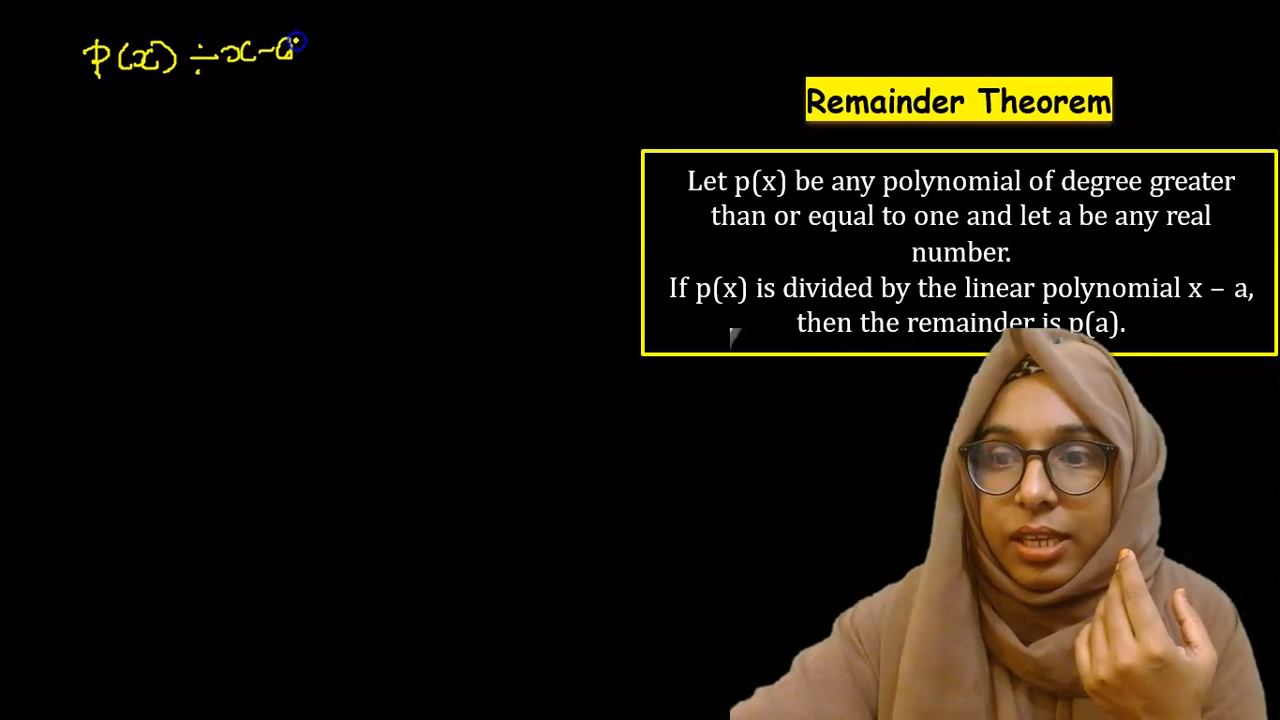 p(x) ÷ x-a
Remainder Theorem
Let p(x) be any polynomial of degree greater
than or equal to one and let a be any real
number.
If p(x) is divided by the linear polynomial x – a,
then the remainder is p(a).